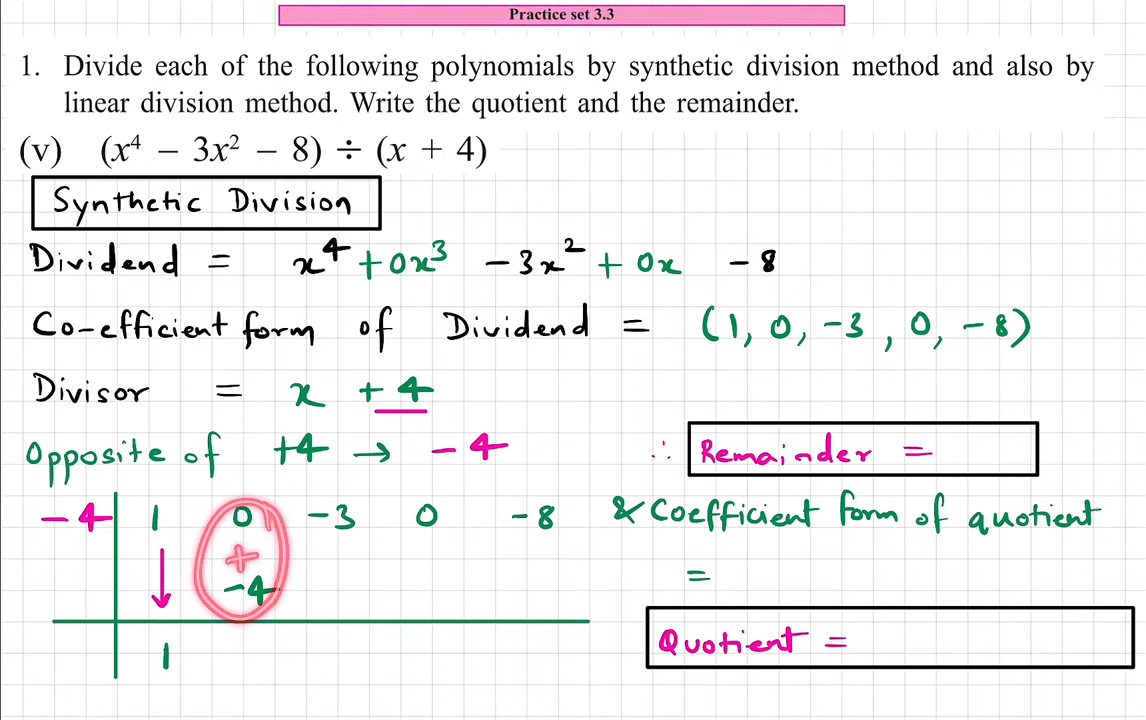 Practice set 3.3
1. Divide each of the following polynomials by synthetic division method and also by
linear division method. Write the quotient and the remainder.
(v) (x⁴ − 3x² − 8) ÷ (x + 4)
Synthetic Division
Dividend = x⁴ + 0x³ − 3x² + 0x − 8
Co-efficient form of Dividend = (1, 0, −3, 0, −8)
Divisor = x + 4
Opposite of +4 → −4
∴ Remainder =
−4 1 0 −3 0 −8
+
−4
1
& Coefficient form of quotient
=
Quotient =